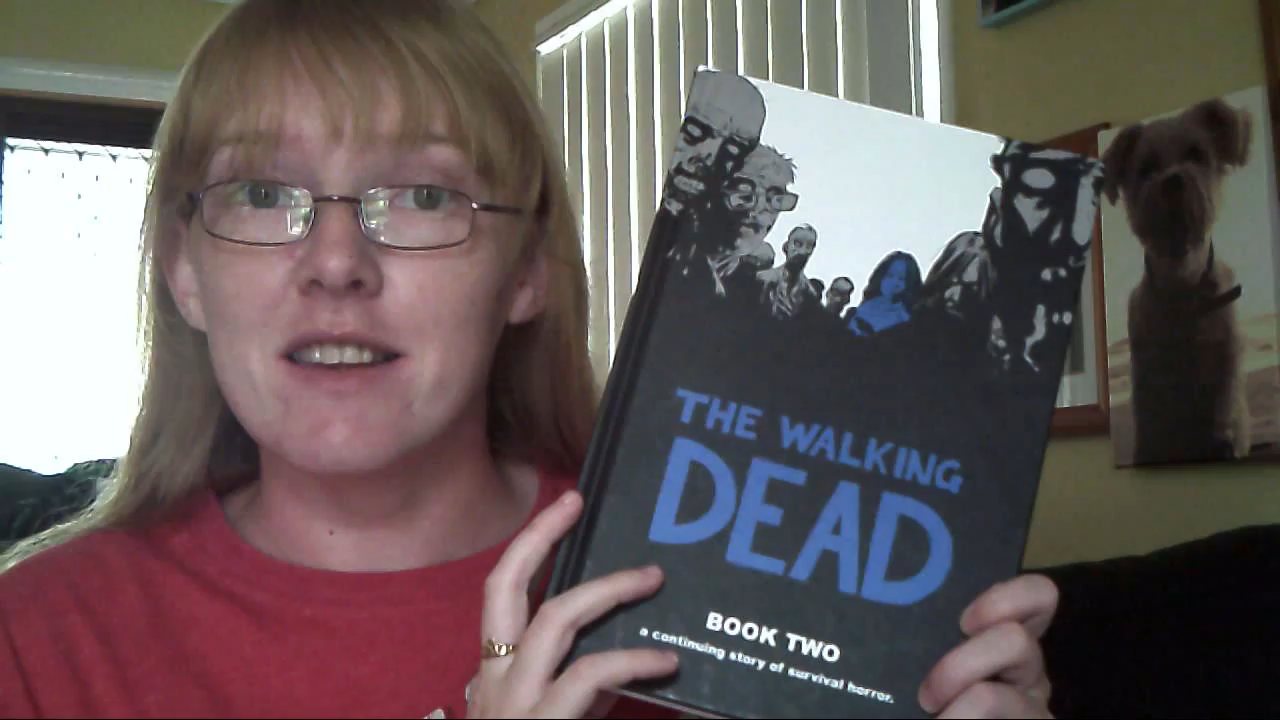 THE WALKING
DEAD
BOOK TWO
a continuing story of survival horror.